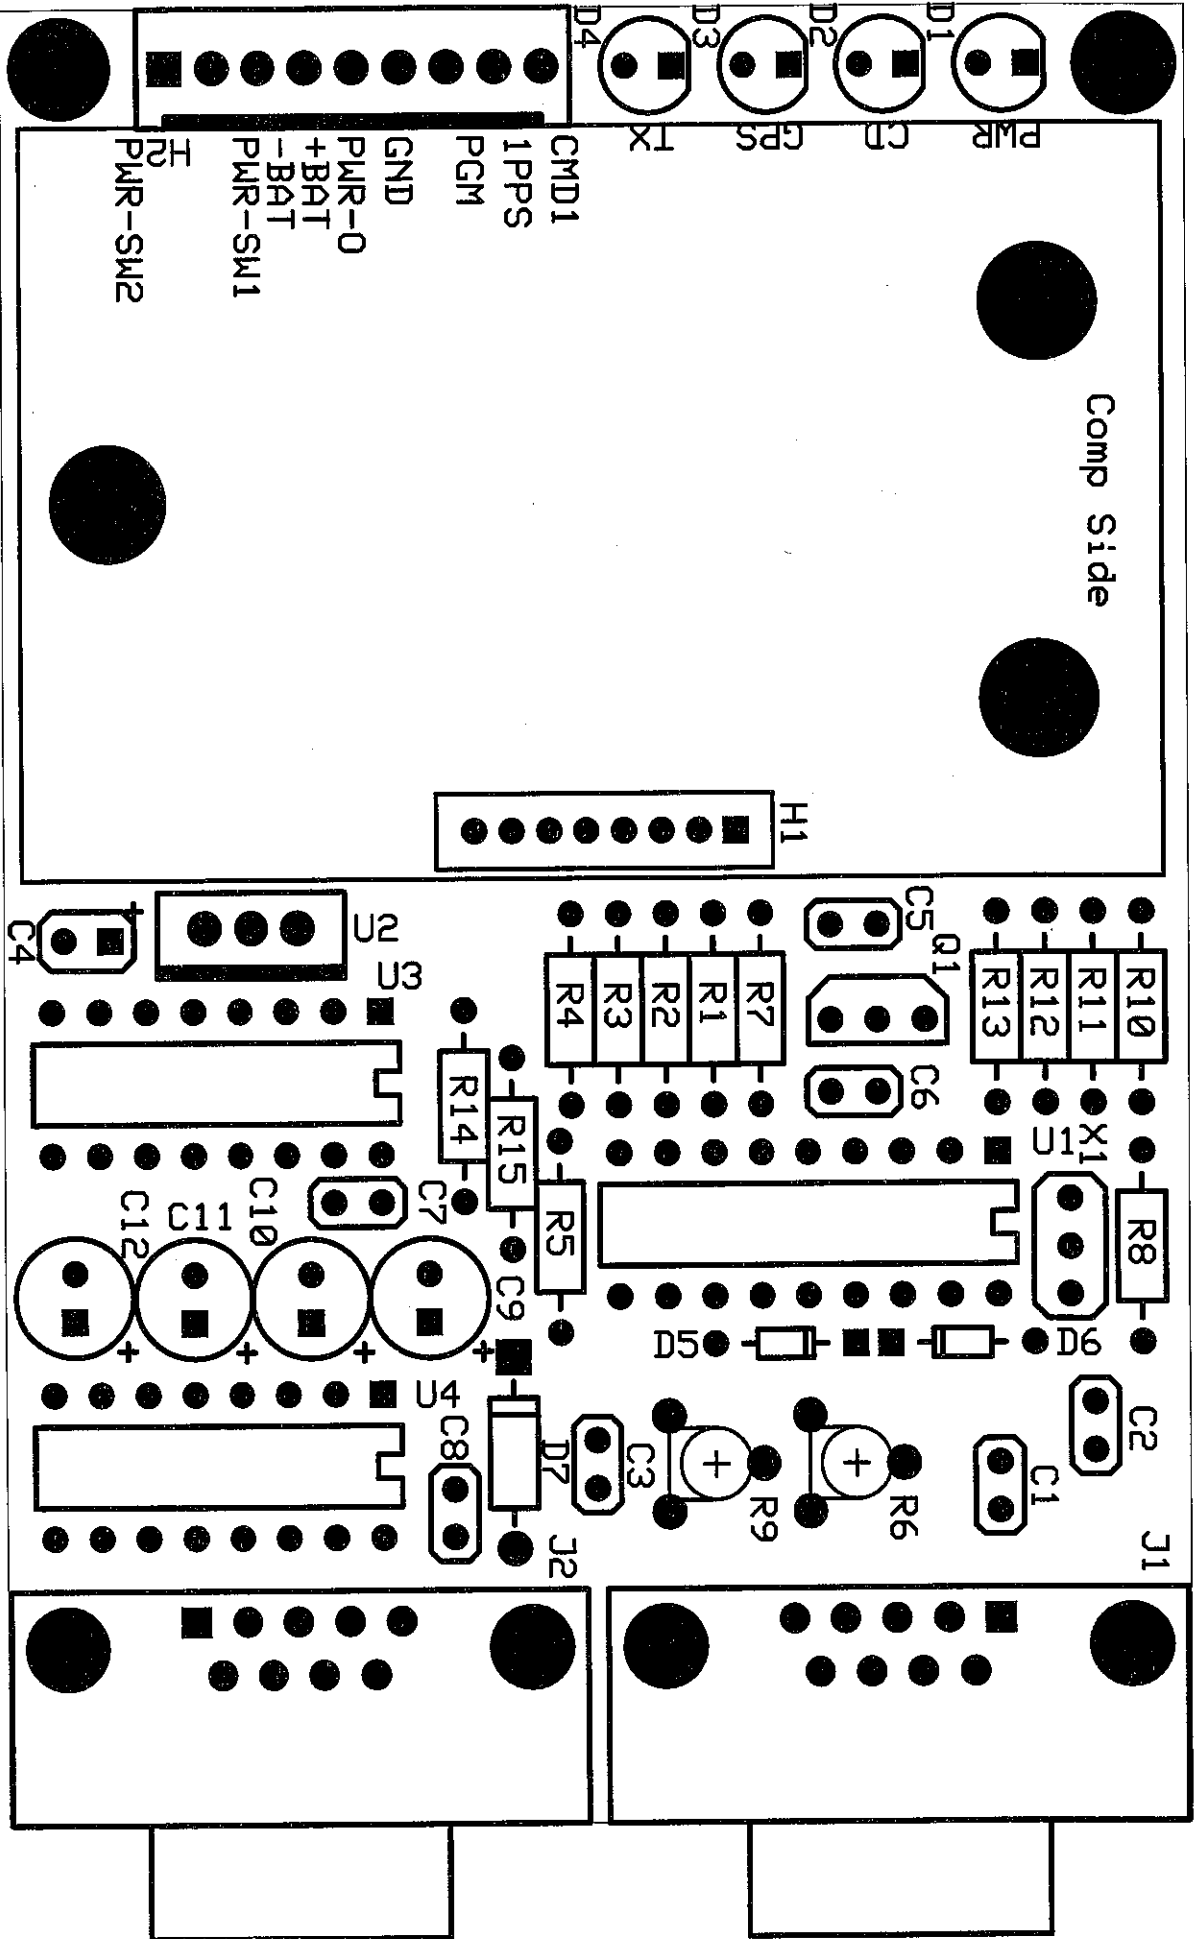 D4
D3
D2
D1
TX
GPS
CD
PWR
CMD1
1PPS
PGM
GND
PWR-O
+BAT
-BAT
PWR-SW1
H2
PWR-SW2
Comp Side
H1
C4
+
U2
U3
C5
Q1
R4
R3
R2
R1
R7
R13
R12
R11
R10
C6
R14
R15
R5
U1
X1
R8
C7
C10
C11
C12
C9
+
+
+
+
D5
D6
U4
C8
D7
C3
R9
R6
C1
C2
J2
J1